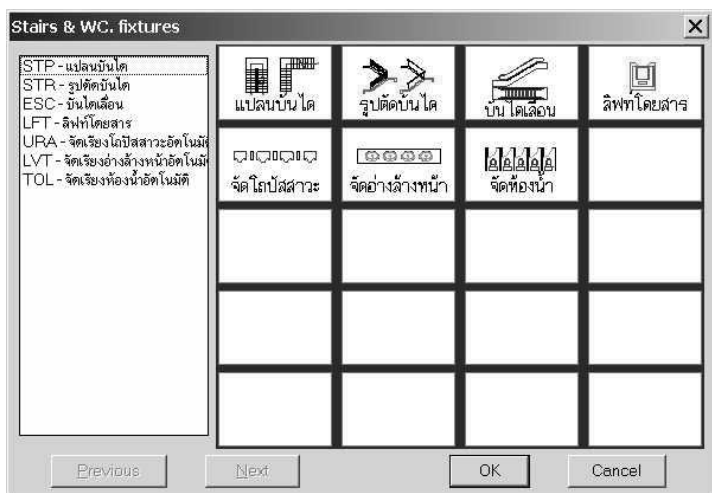 Stairs & WC. fixtures
STP - แปลนบันได
STR - รูปตัดบันได
ESC - บันไดเลื่อน
LFT - ลิฟท์โดยสาร
URA - จัดเรียงโถปัสสาวะอัตโนมัติ
LVT - จัดเรียงอ่างล้างหน้าอัตโนมั
TOL - จัดเรียงห้องน้ำอัตโนมัติ
แปลนบันได
รูปตัดบันได
บันไดเลื่อน
ลิฟท์โดยสาร
จัดโถปัสสาวะ
จัดอ่างล้างหน้า
จัดห้องน้ำ
Previous
Next
OK
Cancel